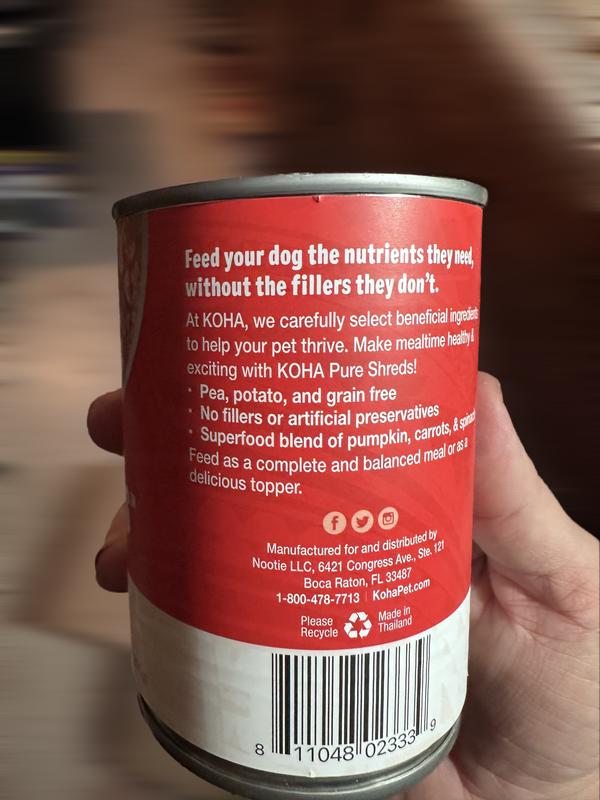 Feed your dog the nutrients they need,
without the fillers they don't.
At KOHA, we carefully select beneficial ingredients
to help your pet thrive. Make mealtime healthy &
exciting with KOHA Pure Shreds!
• Pea, potato, and grain free
• No fillers or artificial preservatives
• Superfood blend of pumpkin, carrots, & spinach
Feed as a complete and balanced meal or as a
delicious topper.
Manufactured for and distributed by
Nootie LLC, 6421 Congress Ave., Ste. 121
Boca Raton, FL 33487
1-800-478-7713 | KohaPet.com
Please Recycle
Made in Thailand
8 11048 02333 9